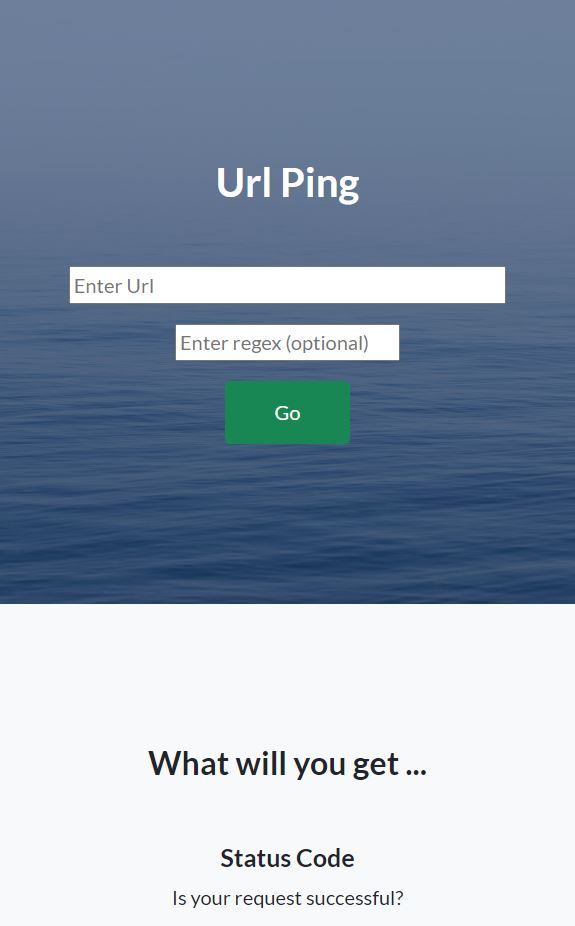 Url Ping
Enter Url
Enter regex (optional)
Go
What will you get ...
Status Code
Is your request successful?